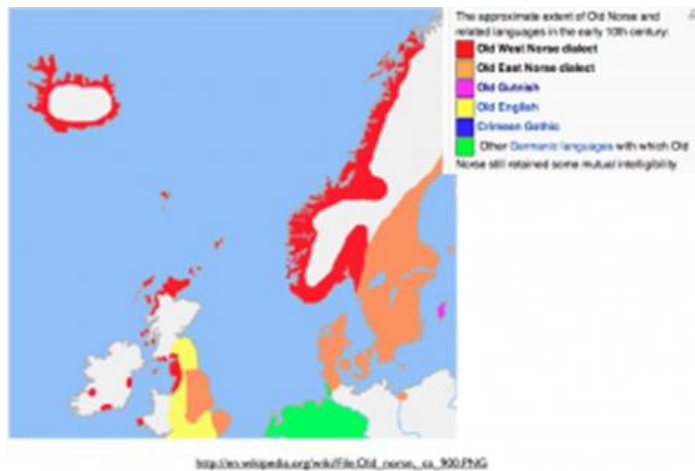 The approximate extent of Old Norse and
related languages in the early 10th century:
Old West Norse dialect
Old East Norse dialect
Old Gutnish
Old English
Crimean Gothic
Other Germanic languages with which Old
Norse still retained some mutual intelligibility
http://en.wikipedia.org/wiki/File:Old_norse,_ca_900.PNG